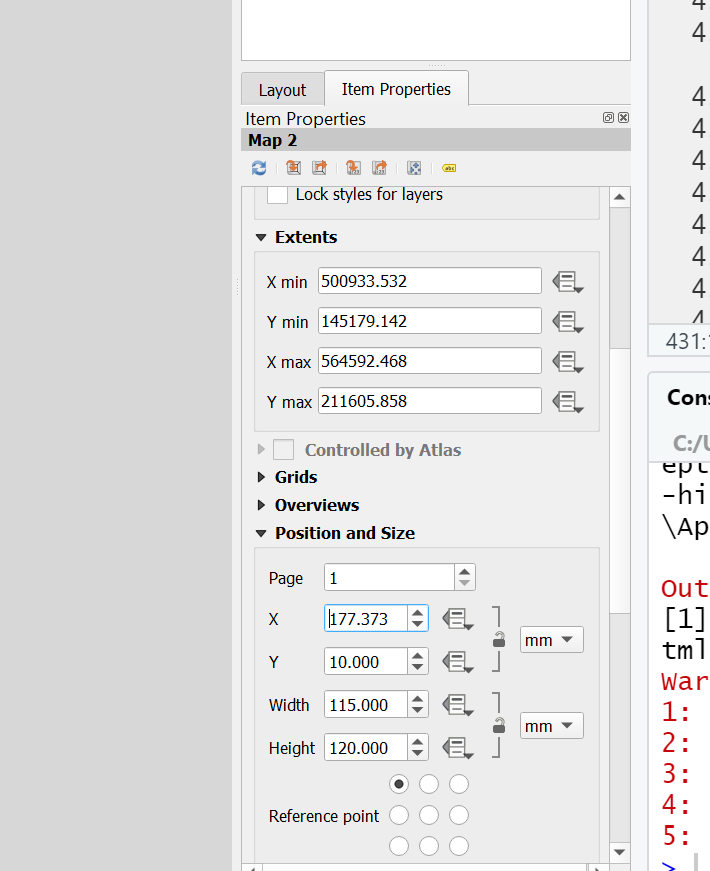 4
4
Layout
Item Properties
Item Properties
4
Map 2
4
abc
4
Lock styles for layers
4
4
Extents
4
X min 500933.532
4
Y min 145179.142
4
431:
X max 564592.468
Y max 211605.858
Cons
Controlled by Atlas
C:/U
Grids
ept
-hi
Overviews
\Ap
Position and Size
Page 1
Out
X 177.373
[1]
mm
tml
Y 10.000
War
Width 115.000
1:
mm
2:
Height 120.000
3:
4:
Reference point
5:
>